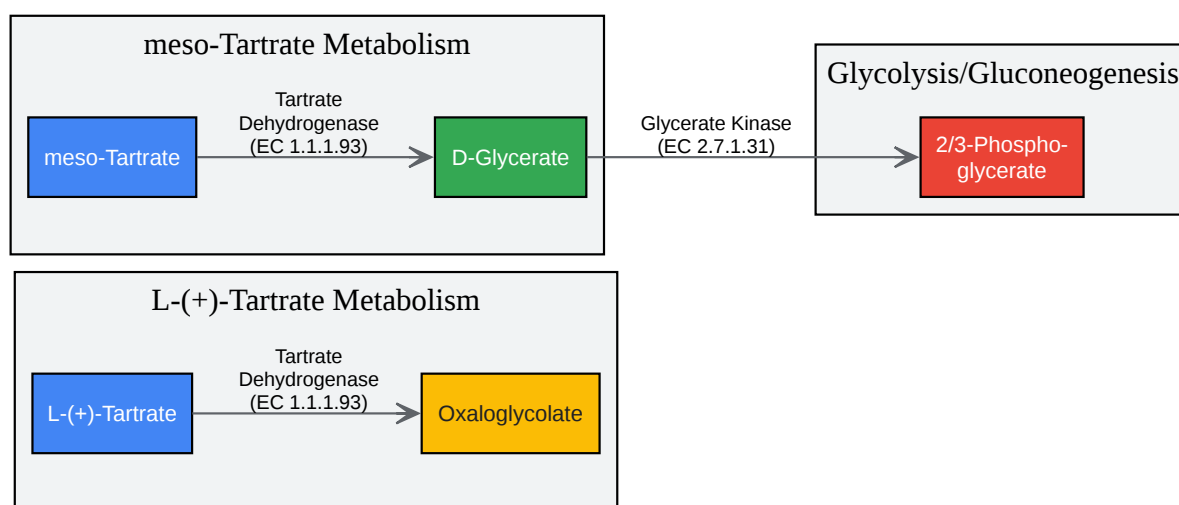 meso-Tartrate Metabolism
Tartrate
Dehydrogenase
(EC 1.1.1.93)
meso-Tartrate
D-Glycerate
Glycerate Kinase
(EC 2.7.1.31)
Glycolysis/Gluconeogenesis
2/3-Phospho-
glycerate
L-(+)-Tartrate Metabolism
Tartrate
Dehydrogenase
(EC 1.1.1.93)
L-(+)-Tartrate
Oxaloglycolate